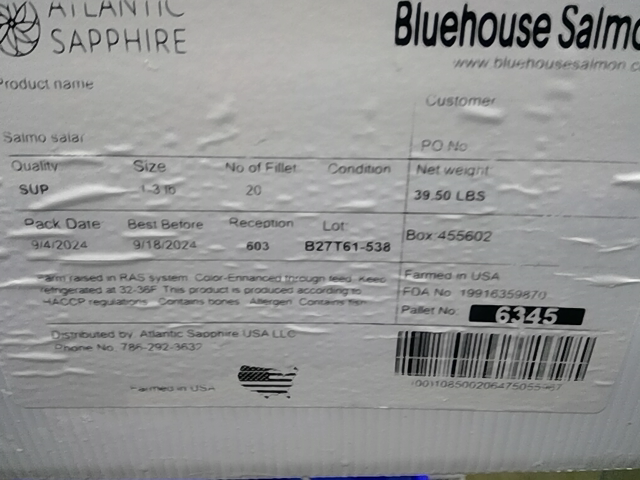 ATLANTIC
SAPPHIRE
Bluehouse Salmo
www.bluehousesalmon.c
Product name
Customer
Salmo salar
PO.No
Quality Size No of Fillet Condition Net weight
SUP 1-3 lb 20 39.50 LBS
Pack Date Best Before Reception Lot
9/4/2024 9/18/2024 603 B27T61-538
Box 455602
Farm raised in RAS system. Color-Enhanced through feed. Keep
refrigerated at 32-36F This product is produced according to
HACCP regulations. Contains bones. Allergen Contains fish
Farmed in USA
FDA No 19916359870
Pallet No. 6345
Distributed by. Atlantic Sapphire USA LLC
Phone No. 786-292-3632
Farmed in USA